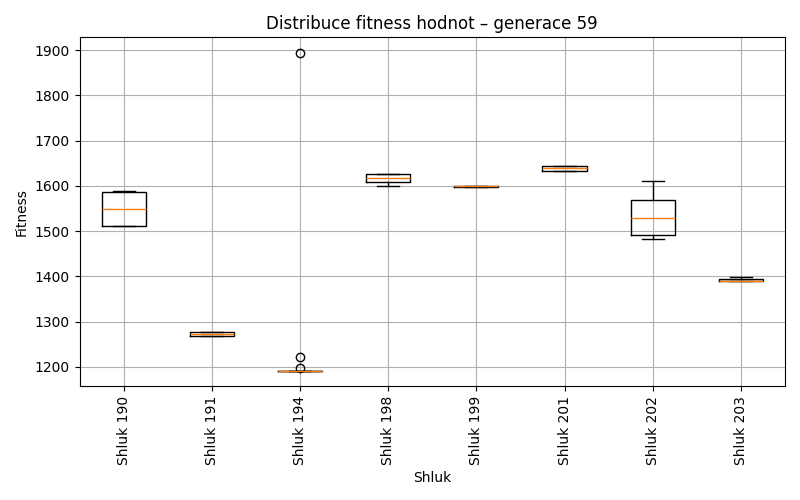 Distribuce fitness hodnot – generace 59
Fitness
1900
1800
1700
1600
1500
1400
1300
1200
Shluk 190
Shluk 191
Shluk 194
Shluk 198
Shluk 199
Shluk 201
Shluk 202
Shluk 203
Shluk